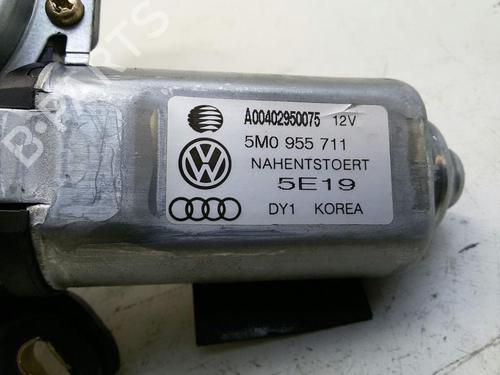 B-PARTS
A00402950075 12V
5M0 955 711
NAHENTSTOERT
5E19
DY1 KOREA